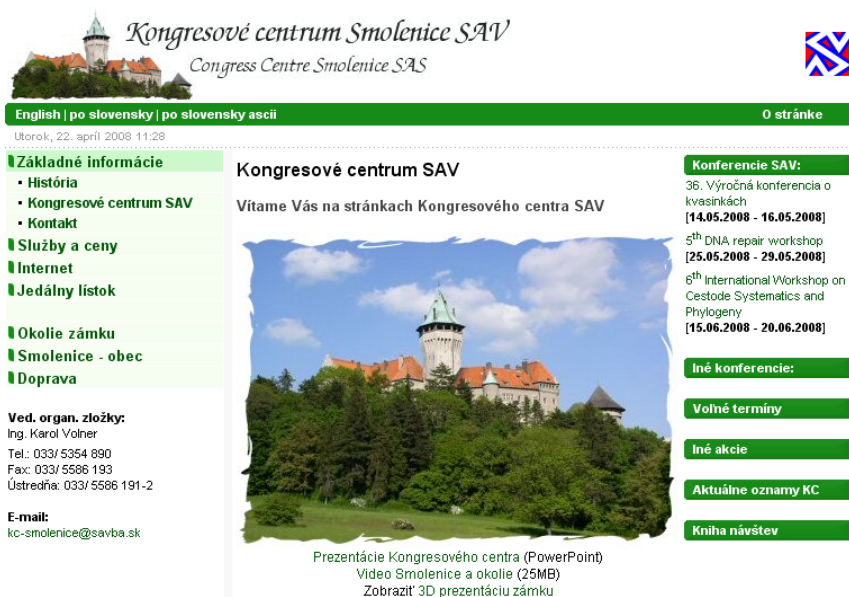 Kongresové centrum Smolenice SAV
Congress Centre Smolenice SAS
English | po slovensky | po slovensky ascii
O stránke
Utorok, 22. apríl 2008 11:28
Základné informácie
História
Kongresové centrum SAV
Kontakt
Služby a ceny
Internet
Jedálny lístok
Okolie zámku
Smolenice - obec
Doprava
Ved. organ. zložky:
Ing. Karol Volner
Tel.: 033/ 5354 890
Fax: 033/ 5586 193
Ústredňa: 033/ 5586 191-2
E-mail:
kc-smolenice@savba.sk
Kongresové centrum SAV
Vítame Vás na stránkach Kongresového centra SAV
Prezentácie Kongresového centra (PowerPoint)
Video Smolenice a okolie (25MB)
Zobraziť 3D prezentáciu zámku
Konferencie SAV:
36. Výročná konferencia o
kvasinkách
[14.05.2008 - 16.05.2008]
5th DNA repair workshop
[25.05.2008 - 29.05.2008]
6th International Workshop on
Cestode Systematics and
Phylogeny
[15.06.2008 - 20.06.2008]
Iné konferencie:
Voľné termíny
Iné akcie
Aktuálne oznamy KC
Kniha návštev